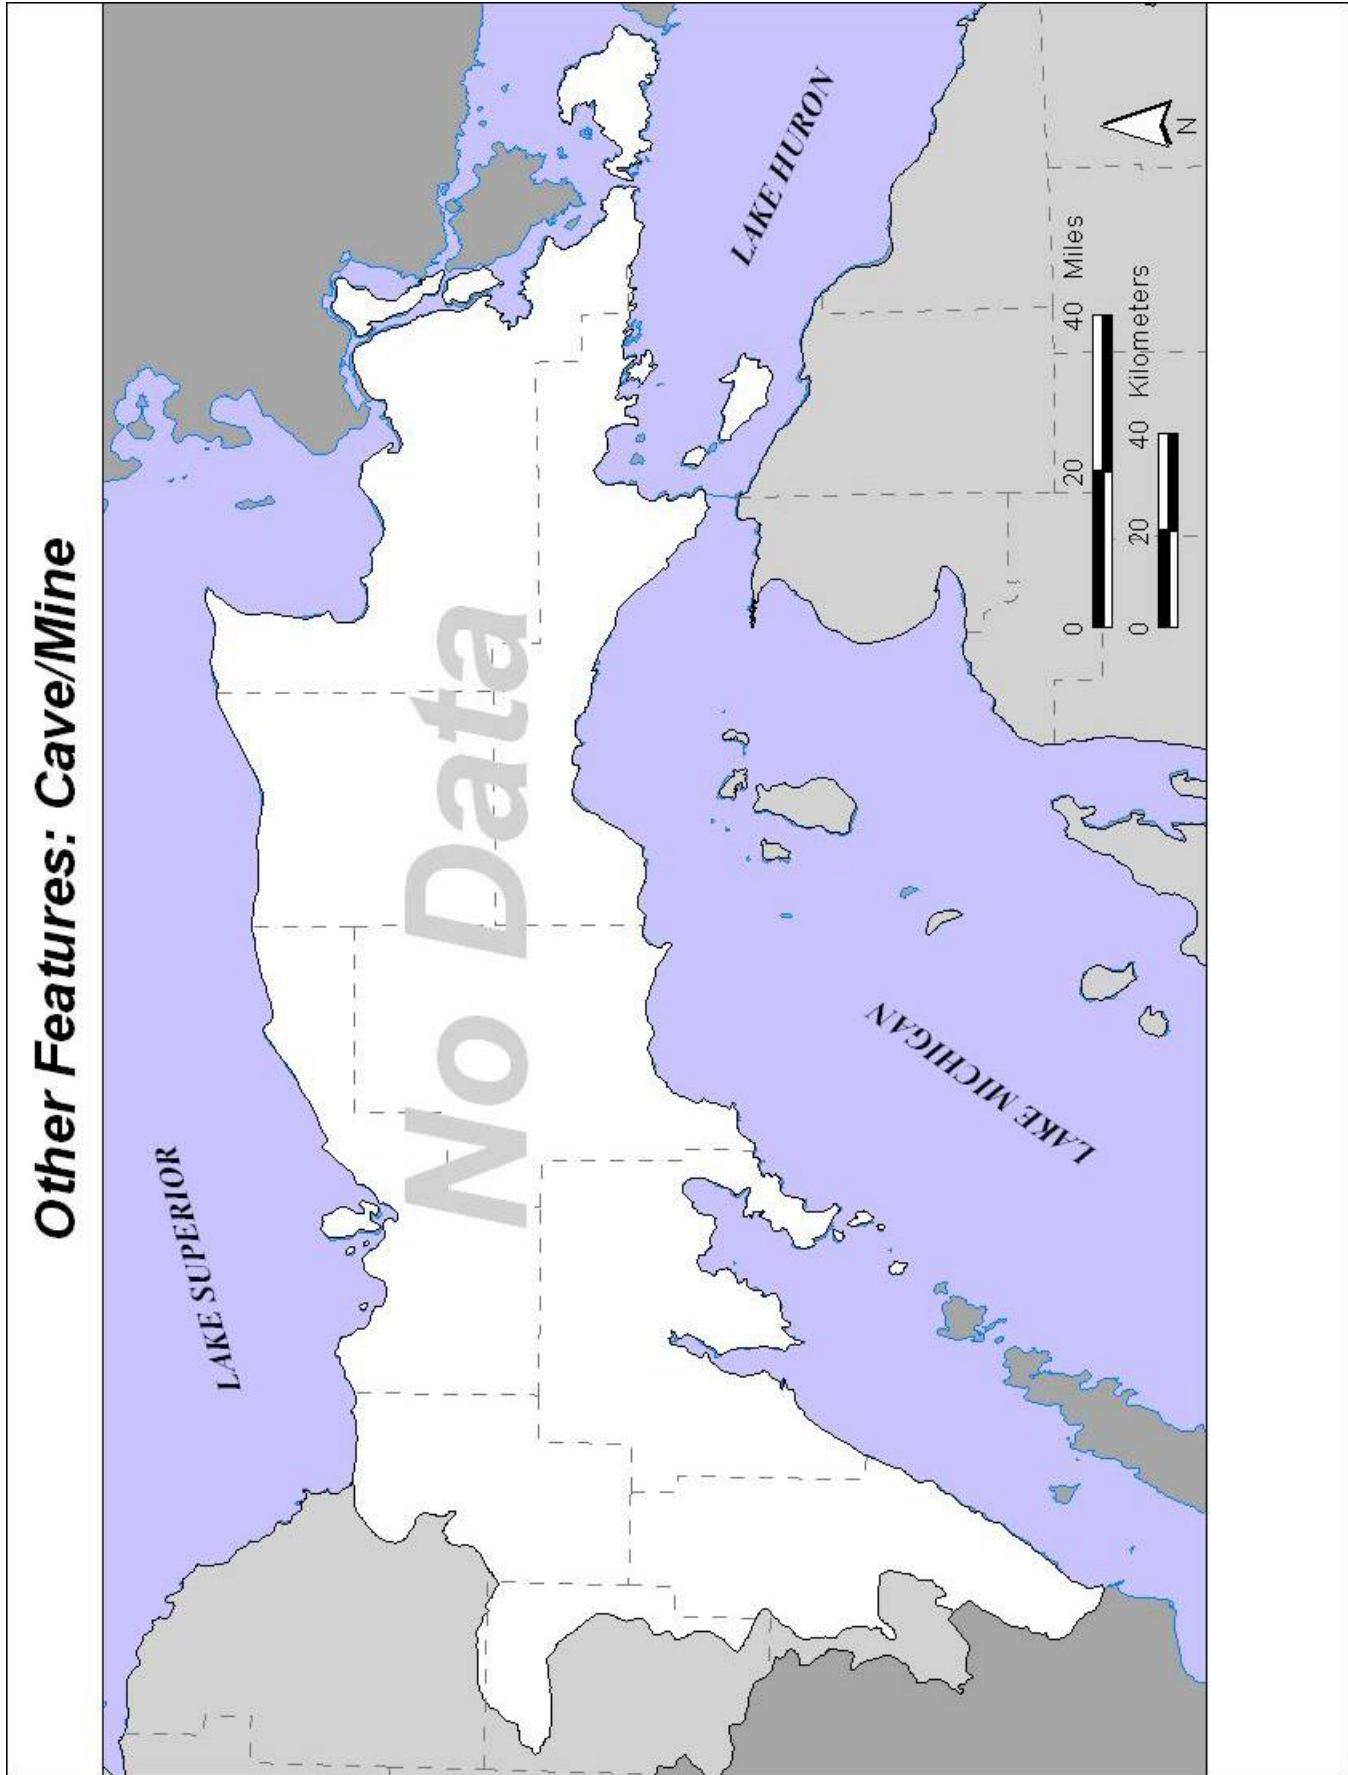 Other Features: Cave/Mine
LAKE SUPERIOR
No Data
LAKE HURON
LAKE MICHIGAN
0 20 40 Miles
0 20 40 Kilometers
N